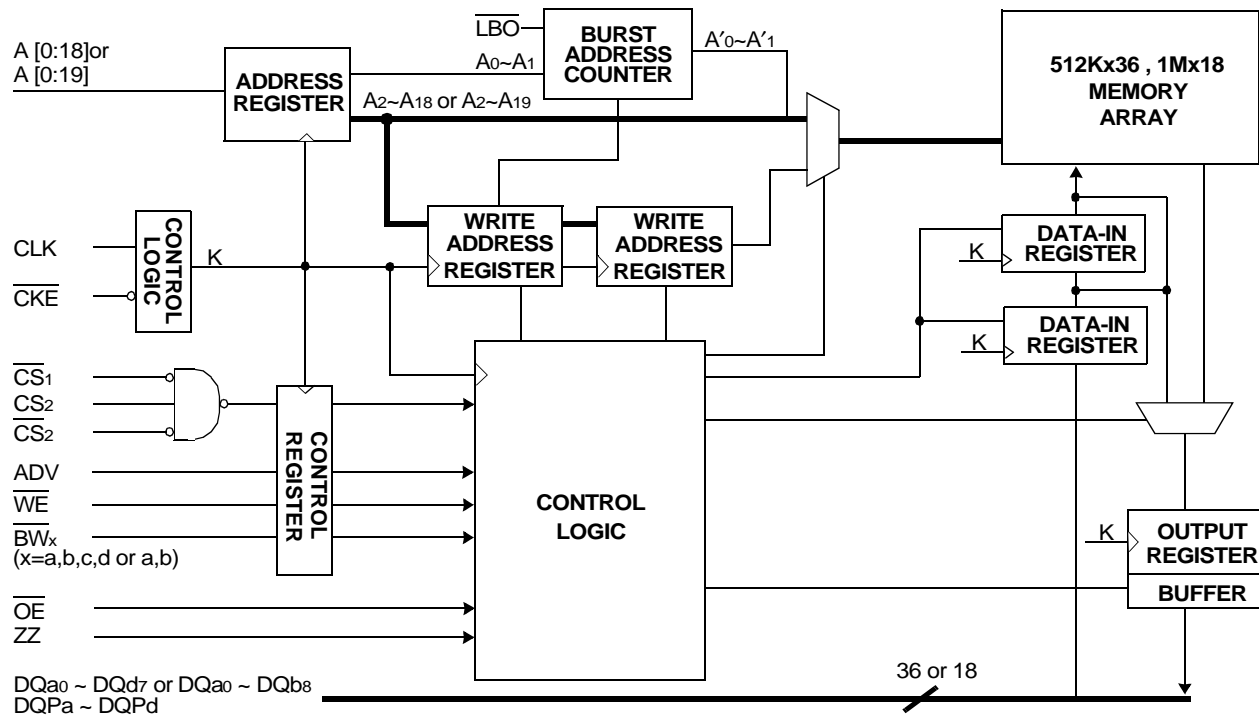 A [0:18]or
A [0:19]
ADDRESS
REGISTER
LBO
A0~A1
BURST
ADDRESS
COUNTER
A′0~A′1
A2~A18 or A2~A19
512Kx36 , 1Mx18
MEMORY
ARRAY
CLK
CKE
CONTROL
LOGIC
K
WRITE
ADDRESS
REGISTER
WRITE
ADDRESS
REGISTER
K
DATA-IN
REGISTER
K
DATA-IN
REGISTER
CS1
CS2
CS2
ADV
WE
BWx
(x=a,b,c,d or a,b)
OE
ZZ
CONTROL
REGISTER
CONTROL
LOGIC
K
OUTPUT
REGISTER
BUFFER
DQa0 ~ DQd7 or DQa0 ~ DQb8
DQPa ~ DQPd
36 or 18